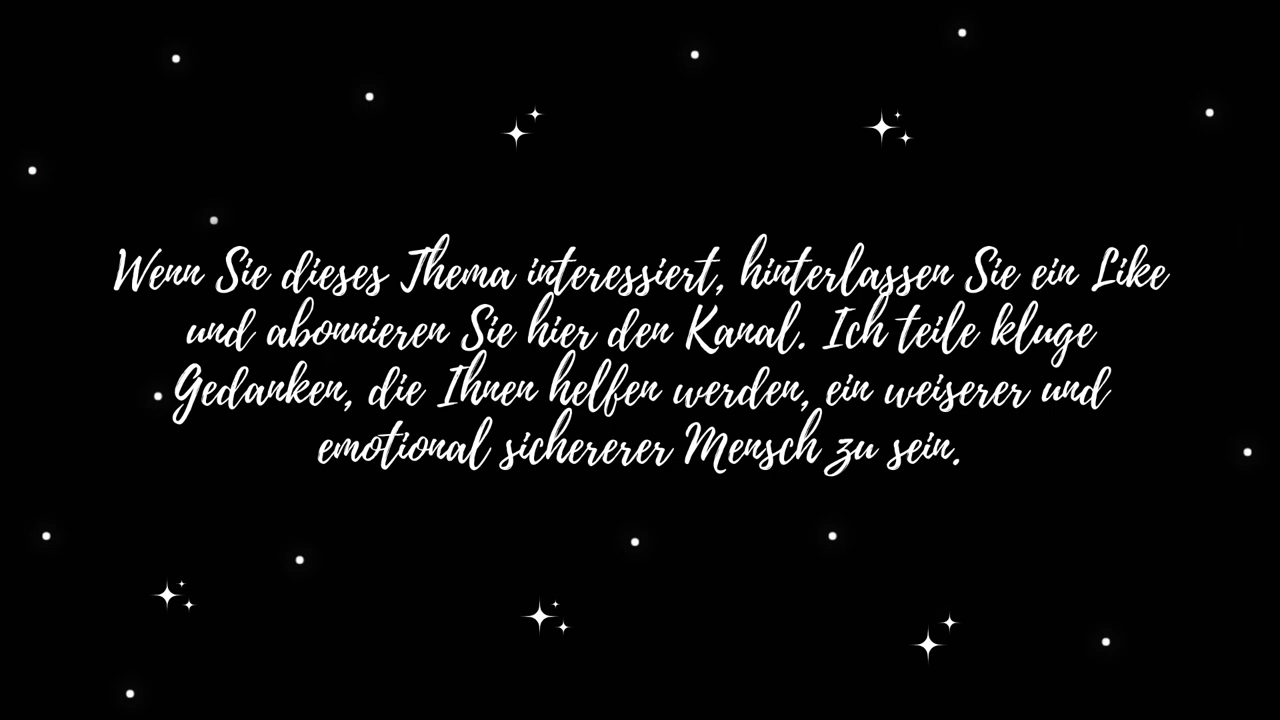 Wenn Sie dieses Thema interessiert, hinterlassen Sie ein Like
und abonnieren Sie hier den Kanal. Ich teile kluge
Gedanken, die Ihnen helfen werden, ein weiserer und
emotional sichererer Mensch zu sein.